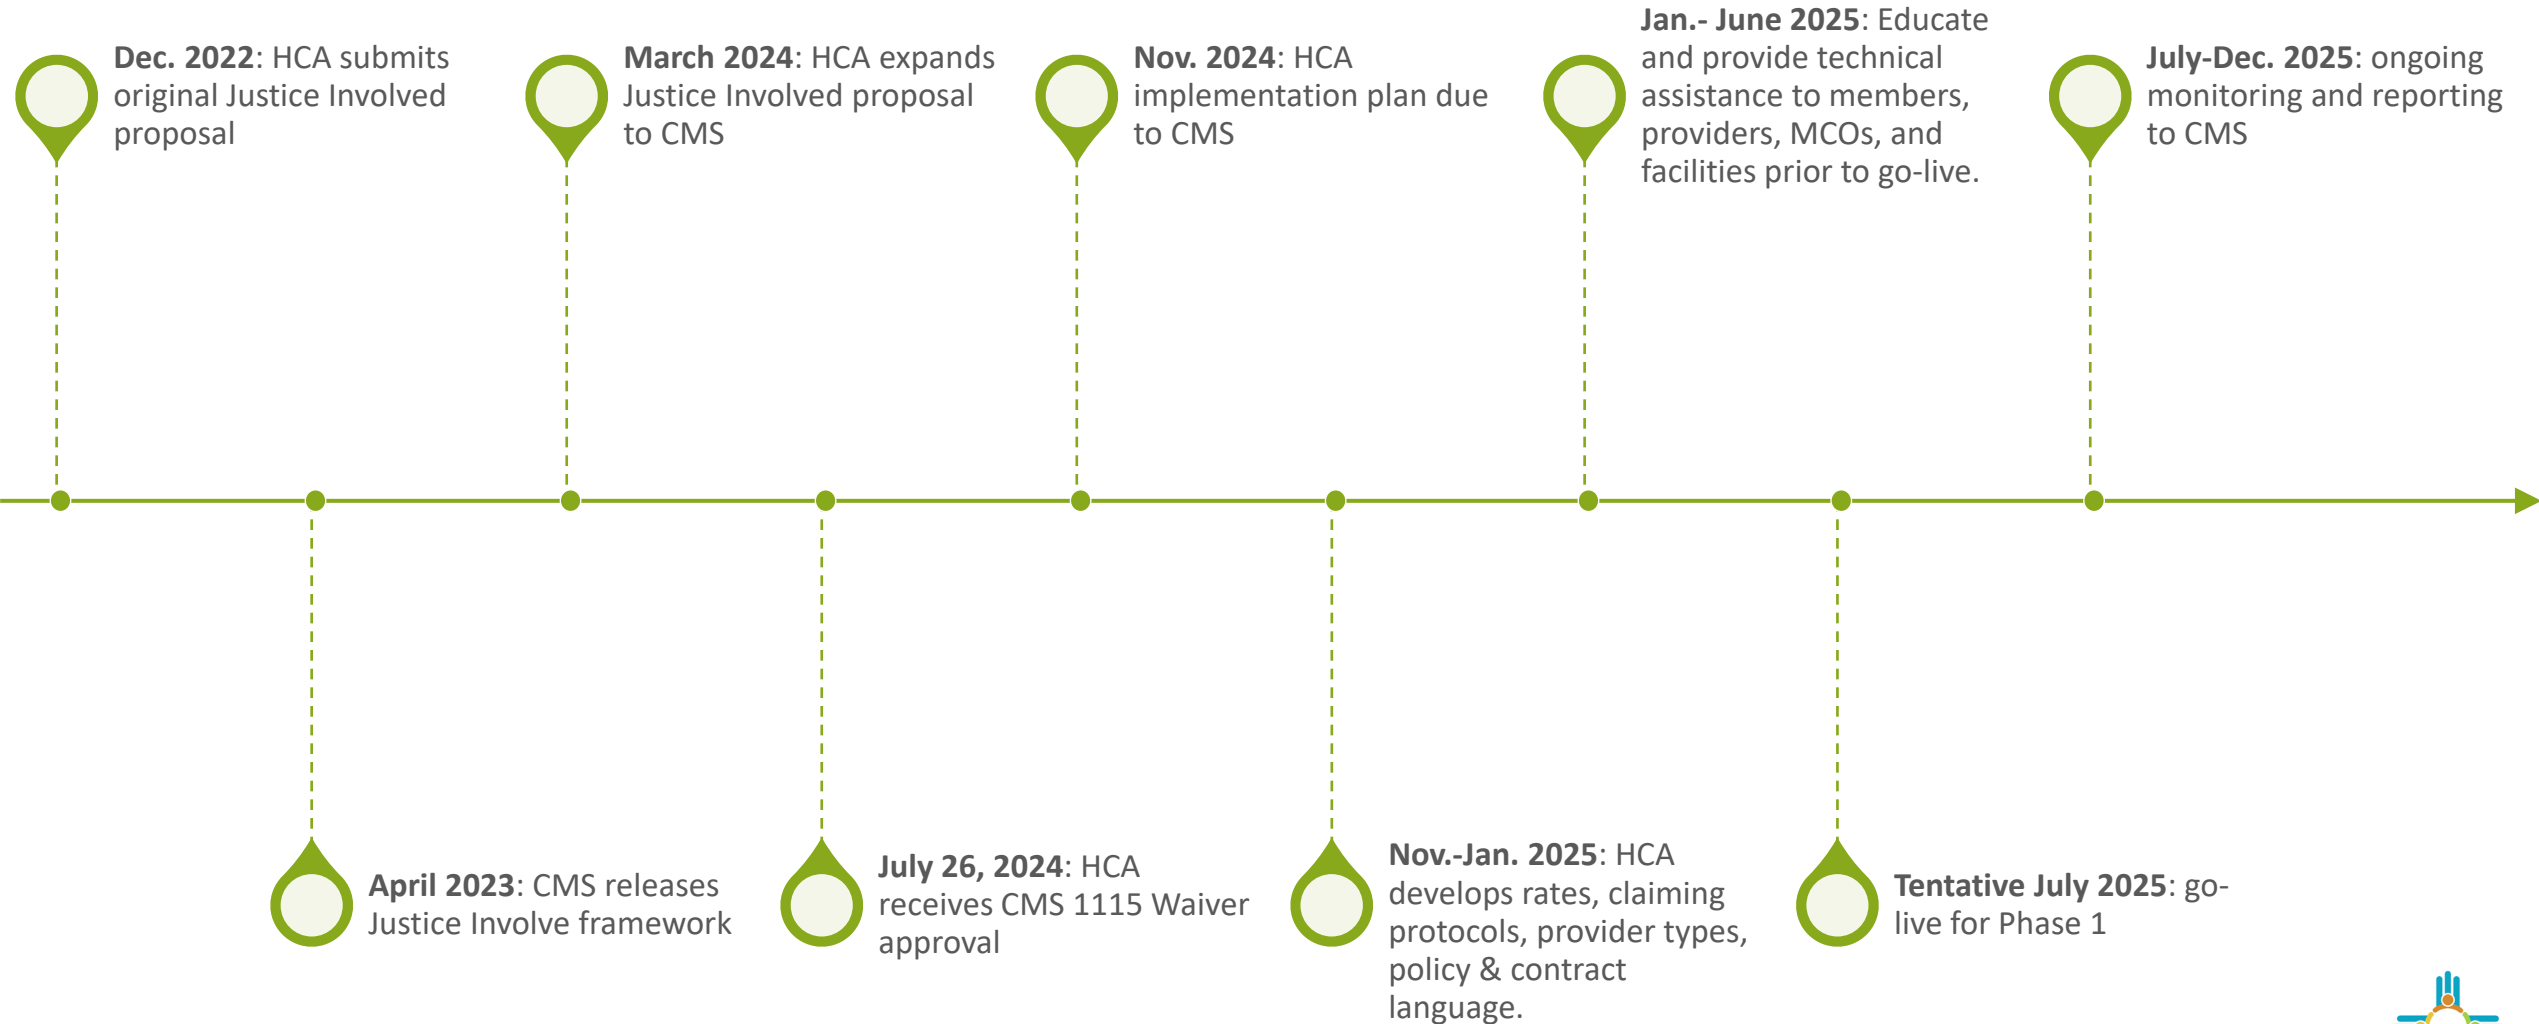 Dec. 2022: HCA submits
original Justice Involved
proposal
April 2023: CMS releases
Justice Involve framework
March 2024: HCA expands
Justice Involved proposal
to CMS
July 26, 2024: HCA
receives CMS 1115 Waiver
approval
Nov. 2024: HCA
implementation plan due
to CMS
Nov.-Jan. 2025: HCA
develops rates, claiming
protocols, provider types,
policy & contract
language.
Jan.- June 2025: Educate
and provide technical
assistance to members,
providers, MCOs, and
facilities prior to go-live.
Tentative July 2025: go-
live for Phase 1
July-Dec. 2025: ongoing
monitoring and reporting
to CMS